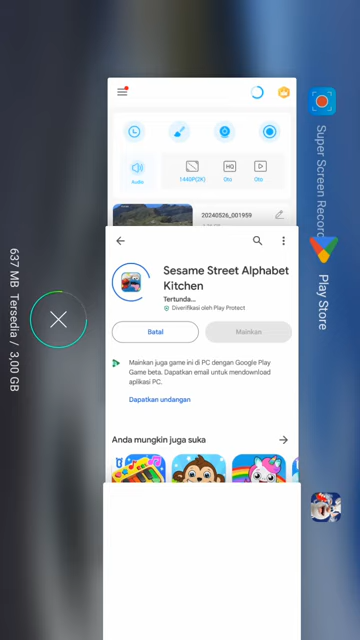 Super Screen Record
Audio
1440P(2K)
HQ
Oto
Oto
20240526_001959
Play Store
Sesame Street Alphabet
Kitchen
Tertunda...
Diverifikasi oleh Play Protect
Batal
Mainkan
Mainkan juga game ini di PC dengan Google Play
Game beta. Dapatkan email untuk mendownload
aplikasi PC.
Dapatkan undangan
Anda mungkin juga suka
637 MB Tersedia / 3,00 GB